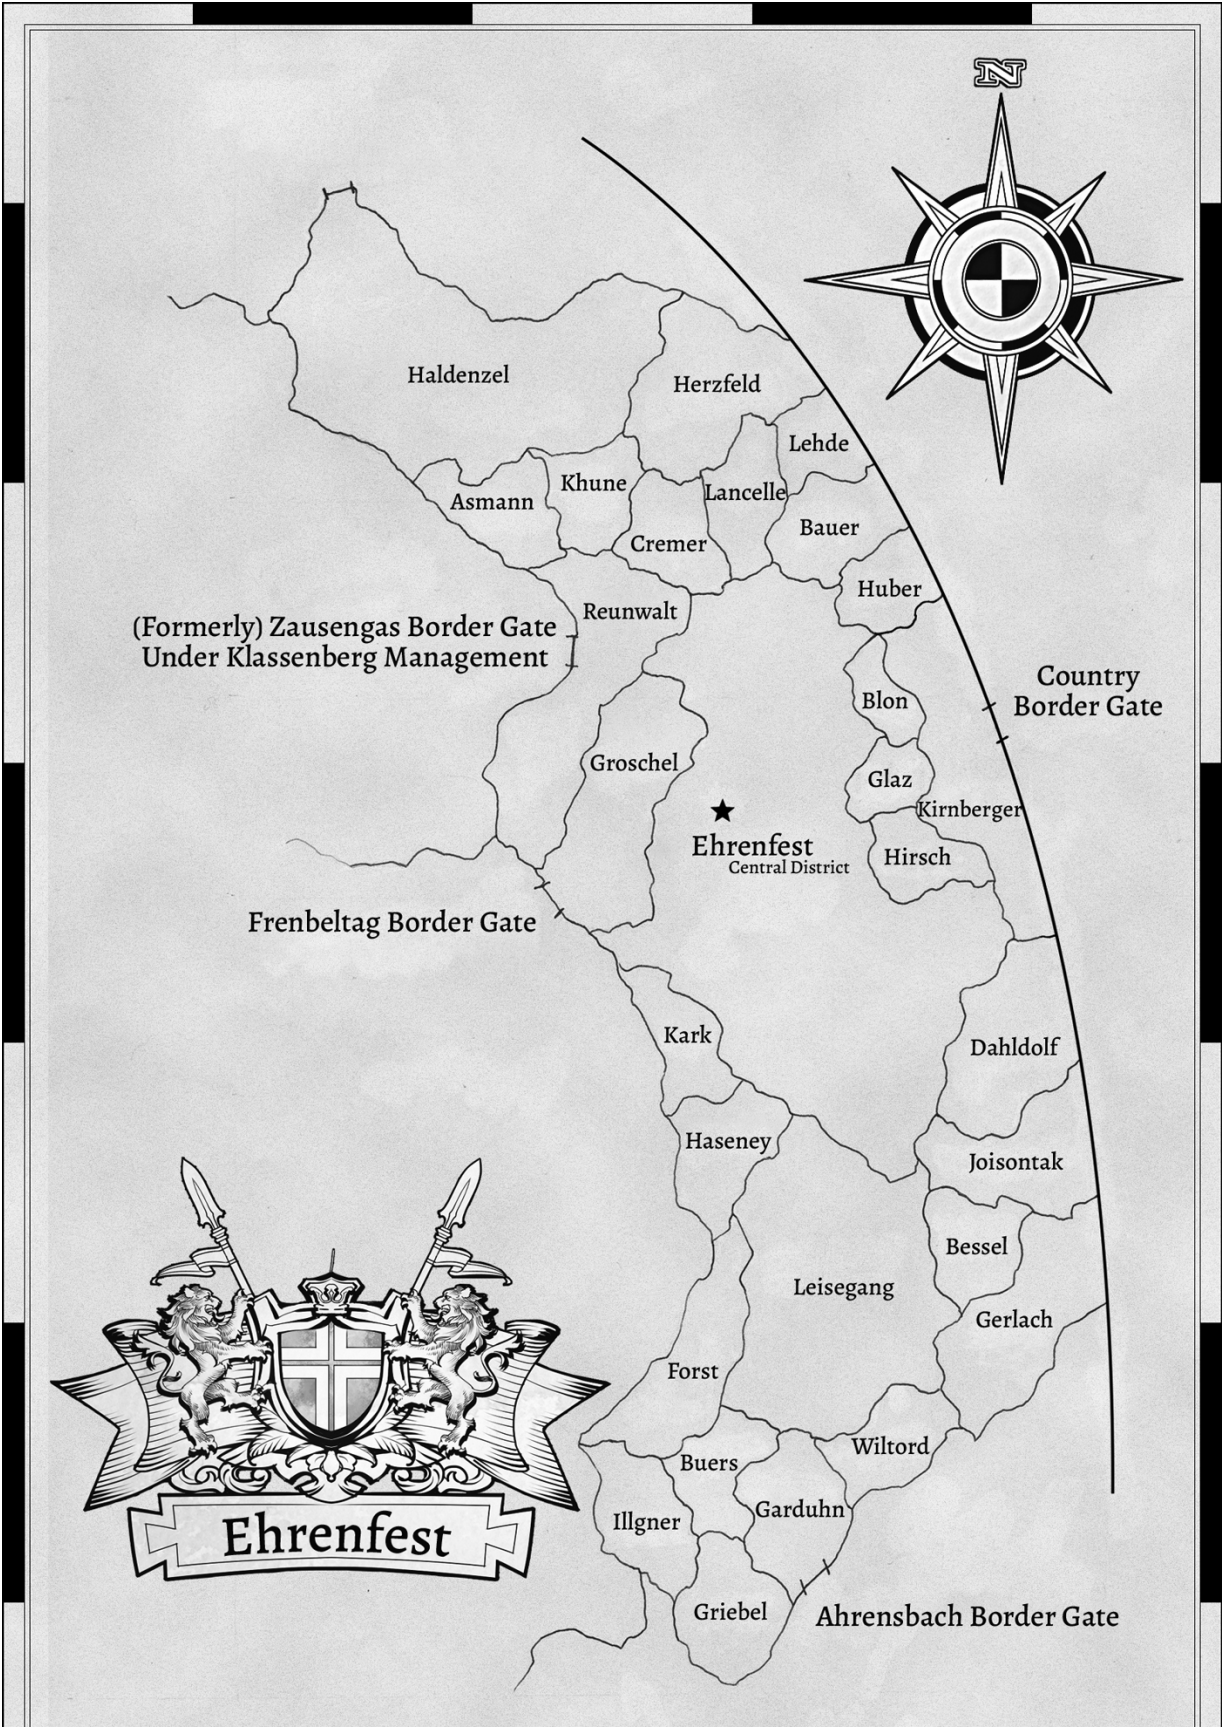 N
Haldenzel
Herzfeld
Lehde
Khune
Lancelle
Asmann
Bauer
Cremer
Huber
Reunwalt
(Formerly) Zausengas Border Gate
Under Klassenberg Management
Country
Border Gate
Blon
Groschel
Glaz
Kirnberger
Ehrenfest
Central District
Hirsch
Frenbeltag Border Gate
Kark
Dahldolf
Haseney
Joisontak
Bessel
Leisegang
Gerlach
Forst
Wiltord
Buers
Garduhn
Illgner
Ehrenfest
Griebel
Ahrensbach Border Gate